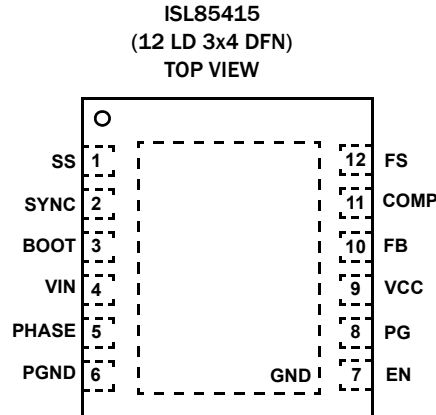 ISL85415
(12 LD 3x4 DFN)
TOP VIEW
SS 1 12 FS
SYNC 2 11 COMP
BOOT 3 10 FB
VIN 4 9 VCC
PHASE 5 8 PG
PGND 6 GND 7 EN